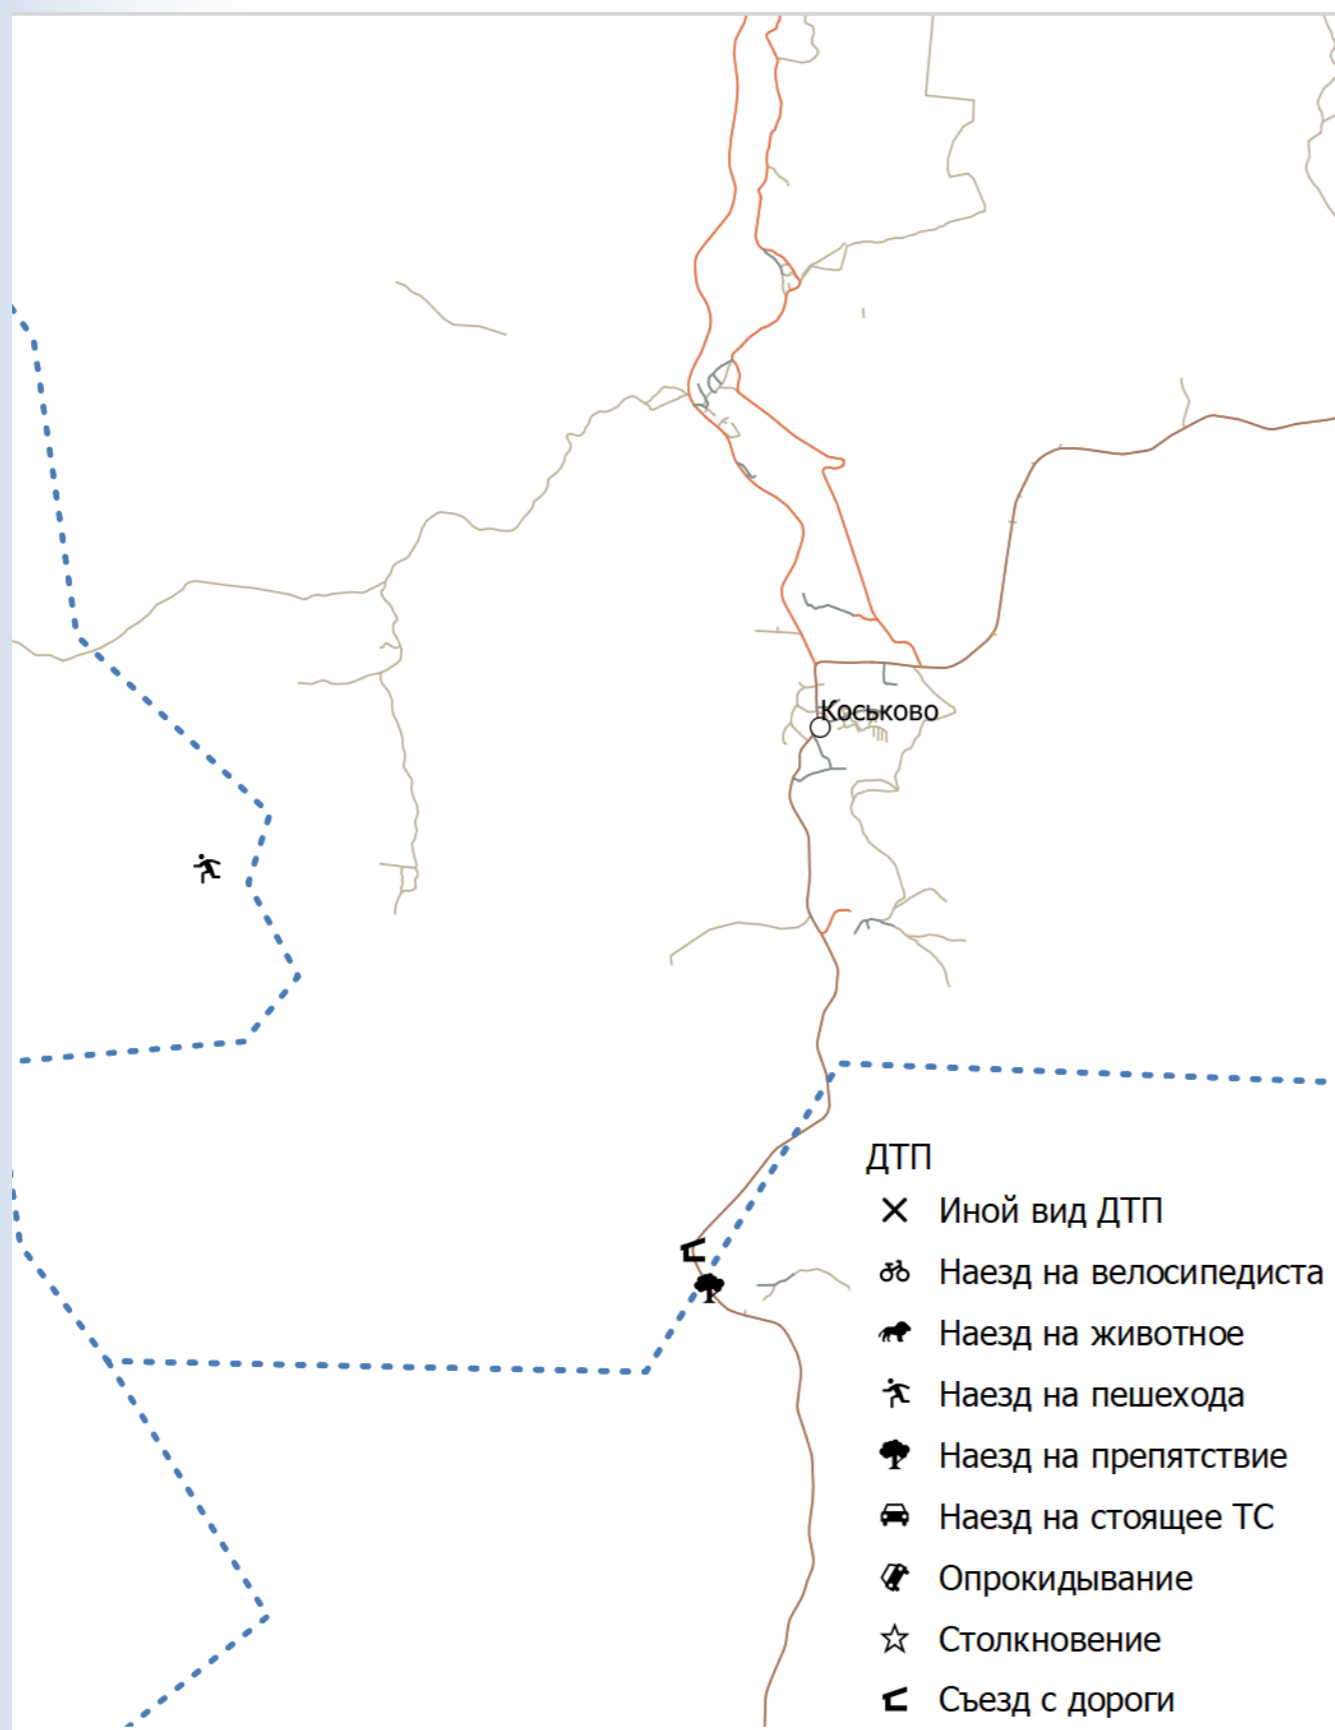 Коськово
ДТП
Иной вид ДТП
Наезд на велосипедиста
Наезд на животное
Наезд на пешехода
Наезд на препятствие
Наезд на стоящее ТС
Опрокидывание
Столкновение
Съезд с дороги